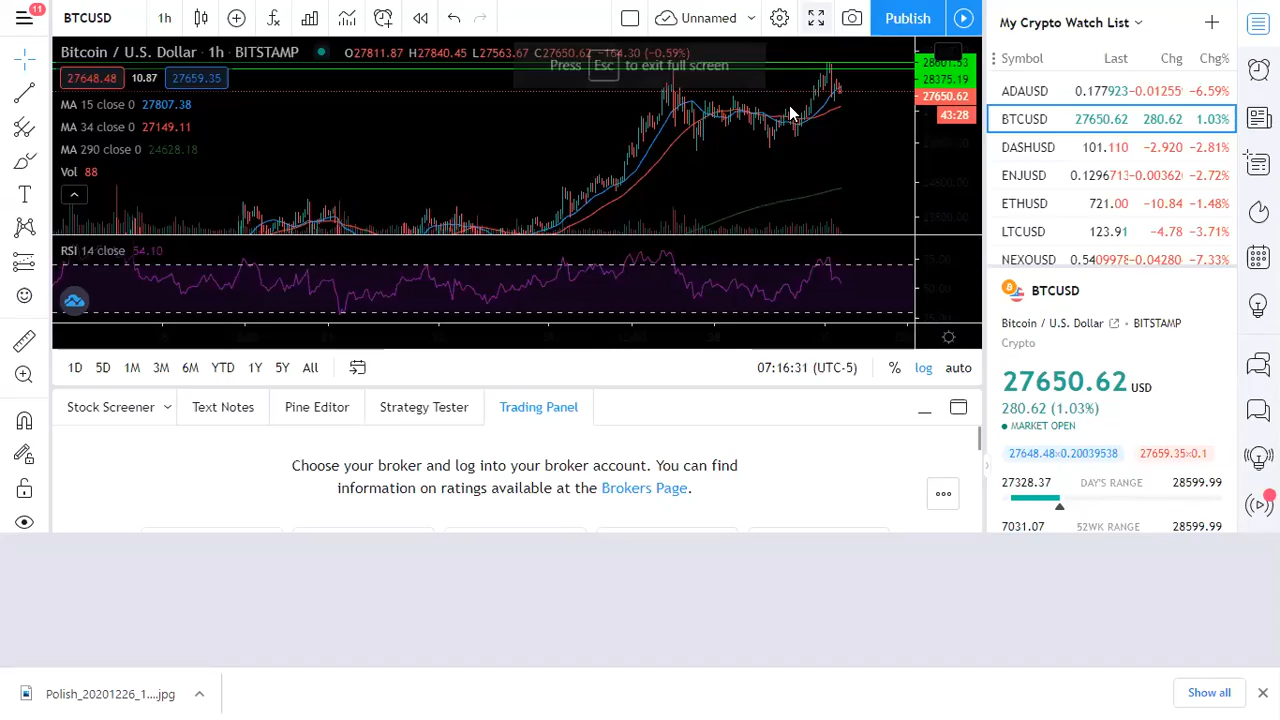 11
BTCUSD
1h
Unnamed
Publish
Bitcoin / U.S. Dollar · 1h · BITSTAMP
O27811.87 H27840.45 L27563.67 C27650.62 −164.30 (−0.59%)
Press Esc to exit full screen
27648.48
10.87
27659.35
MA 15 close 0 27807.38
MA 34 close 0 27149.11
MA 290 close 0 24628.18
Vol 88
28375.19
27650.62
43:28
RSI 14 close 54.10
1D
5D
1M
3M
6M
YTD
1Y
5Y
All
07:16:31 (UTC-5)
%
log
auto
Stock Screener
Text Notes
Pine Editor
Strategy Tester
Trading Panel
Choose your broker and log into your broker account. You can find
information on ratings available at the Brokers Page.
My Crypto Watch List
Symbol Last Chg Chg%
ADAUSD 0.177923 −0.01255 −6.59%
BTCUSD 27650.62 280.62 1.03%
DASHUSD 101.110 −2.920 −2.81%
ENJUSD 0.1296713 −0.00362 −2.72%
ETHUSD 721.00 −10.84 −1.48%
LTCUSD 123.91 −4.78 −3.71%
NEXOUSD 0.5409978 −0.04280 −7.33%
BTCUSD
Bitcoin / U.S. Dollar · BITSTAMP
Crypto
27650.62 USD
280.62 (1.03%)
MARKET OPEN
27648.48×0.20039538
27659.35×0.1
27328.37 DAY'S RANGE 28599.99
7031.07 52WK RANGE 28599.99
Polish_20201226_1....jpg
Show all